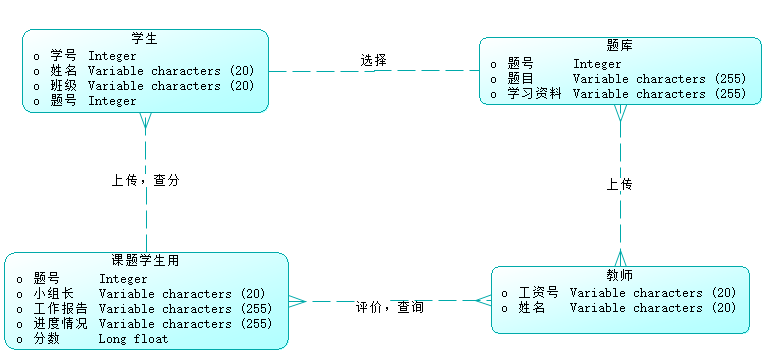 学生
o 学号 Integer
o 姓名 Variable characters (20)
o 班级 Variable characters (20)
o 题号 Integer
选择
题库
o 题号 Integer
o 题目 Variable characters (255)
o 学习资料 Variable characters (255)
上传，查分
上传
课题学生用
o 题号 Integer
o 小组长 Variable characters (20)
o 工作报告 Variable characters (255)
o 进度情况 Variable characters (255)
o 分数 Long float
评价，查询
教师
o 工资号 Variable characters (20)
o 姓名 Variable characters (20)